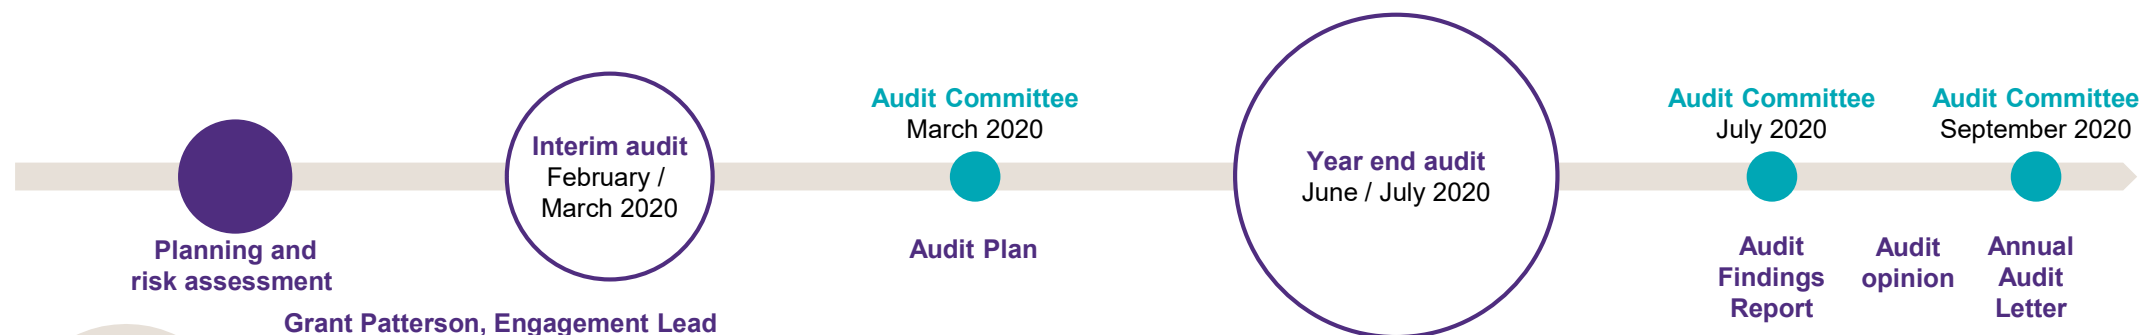 Planning and
risk assessment
Interim audit
February /
March 2020
Audit Committee
March 2020
Audit Plan
Year end audit
June / July 2020
Audit Committee
July 2020
Audit
Findings
Report
Audit
opinion
Audit Committee
September 2020
Annual
Audit
Letter
Grant Patterson, Engagement Lead